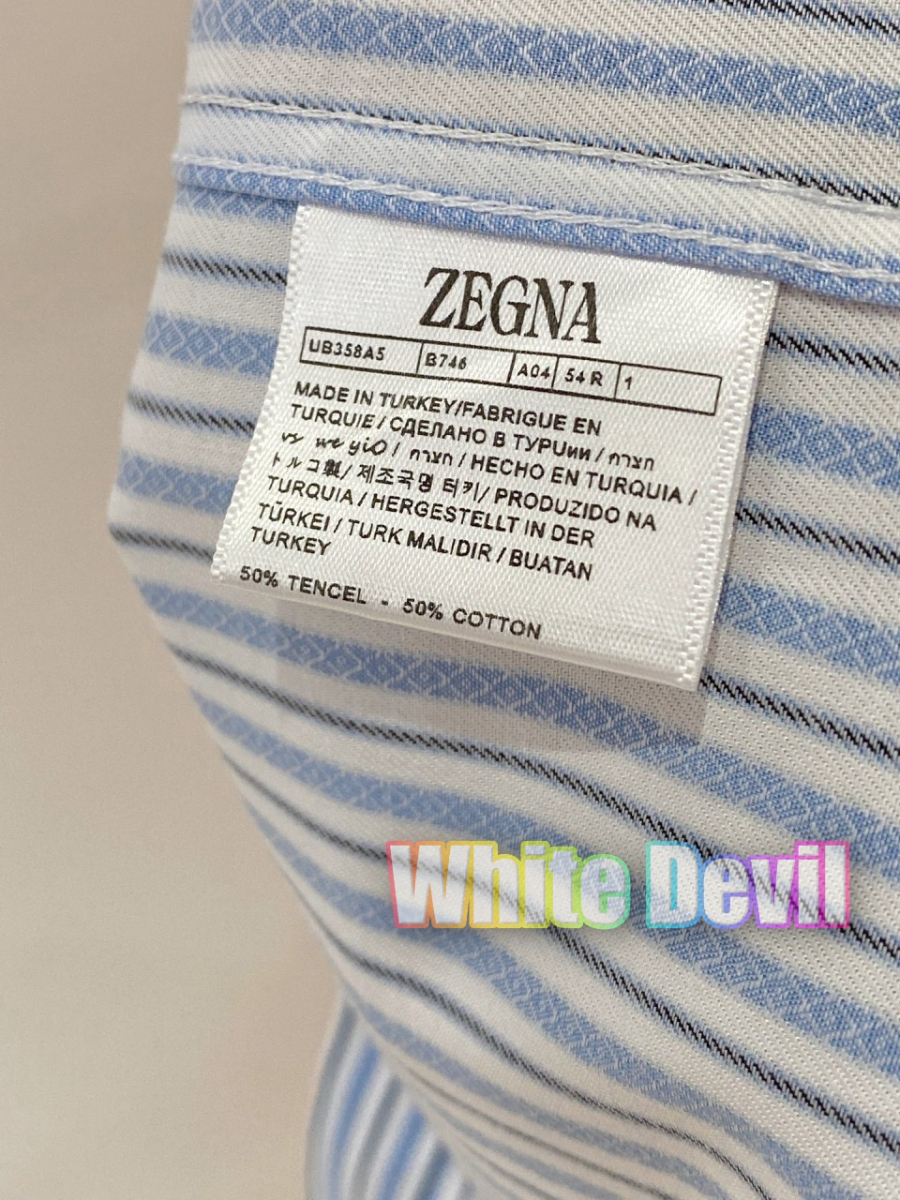 ZEGNA
UB358A5 B746 A04 54 R 1
MADE IN TURKEY/FABRIGUE EN
TURQUIE / СДЕЛАНО В ТУРИИИ /
/ HECHO EN TURQUIA /
トルコ製/ 제조국명 터키/ PRODUZIDO NA
TURQUIA / HERGESTELLT IN DER
TÜRKEI / TURK MALIDIR / BUATAN
TURKEY
50% TENCEL - 50% COTTON
White Devil